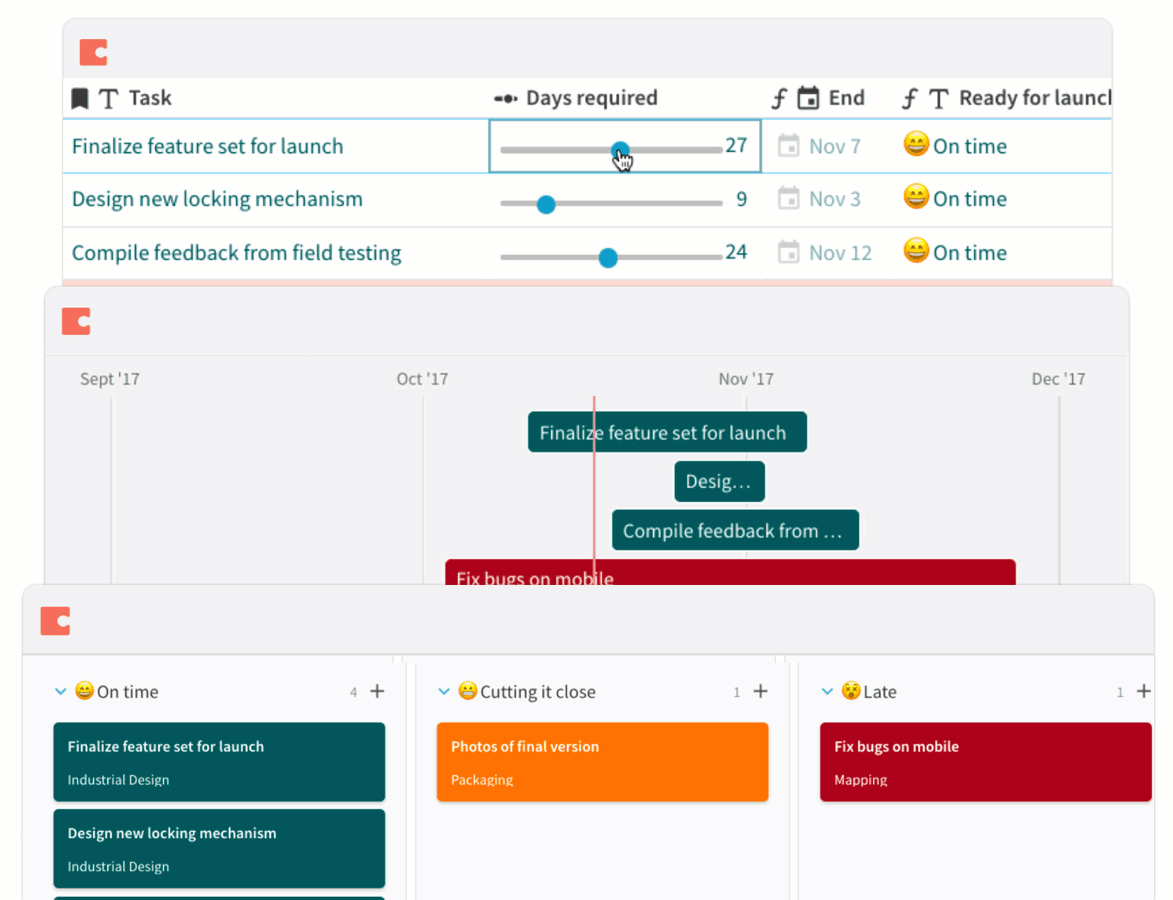 Task Days required End Ready for launch
Finalize feature set for launch 27 Nov 7 😄 On time
Design new locking mechanism 9 Nov 3 😄 On time
Compile feedback from field testing 24 Nov 12 😄 On time
Sept '17 Oct '17 Nov '17 Dec '17
Finalize feature set for launch
Desig…
Compile feedback from …
Fix bugs on mobile
😄 On time 4 +
Finalize feature set for launch
Industrial Design
Design new locking mechanism
Industrial Design
😬 Cutting it close 1 +
Photos of final version
Packaging
😵 Late 1 +
Fix bugs on mobile
Mapping